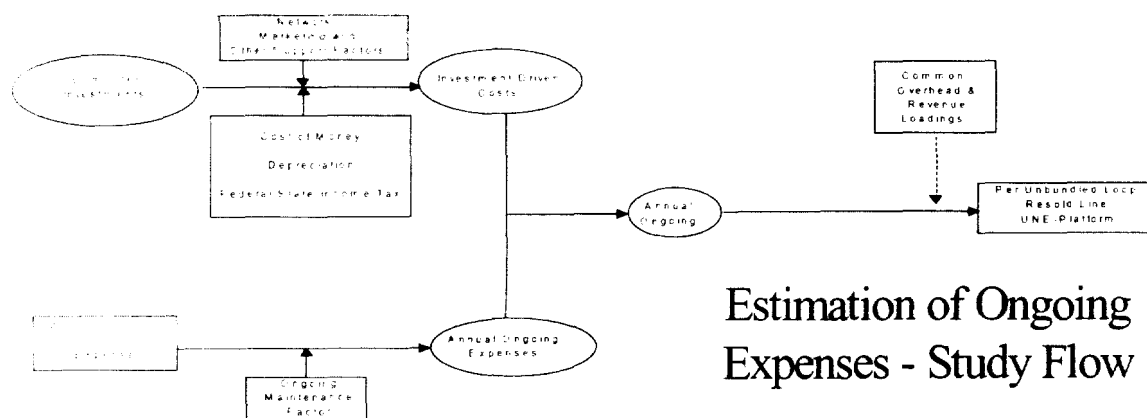 Network
Marketing and
Other Support Factors
Investments
Investment Driven
Costs
Common
Overhead &
Revenue
Loadings
Cost of Money
Depreciation
Federal State Income Tax
Annual
Ongoing
Per Unbundled Loop
Resold Line
UNE-Platform
Annual Ongoing
Expenses
Ongoing
Maintenance
Factor
Estimation of Ongoing
Expenses - Study Flow